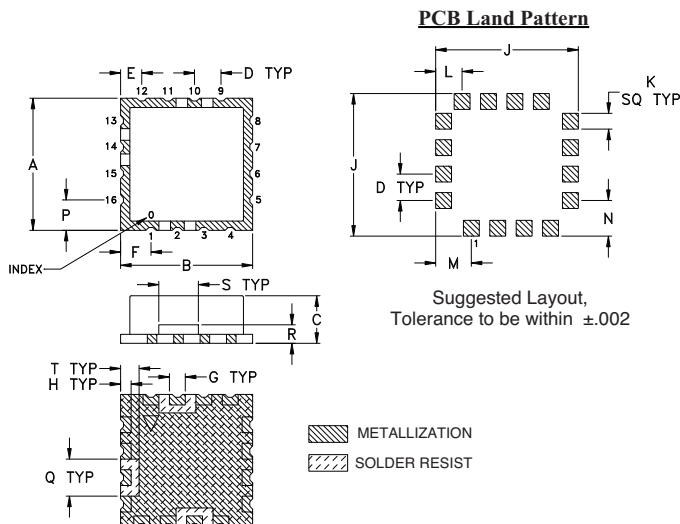 PCB Land Pattern
E
D TYP
12 11 10 9
13
14
15
16
8
7
6
5
A
P
0
1 2 3 4
F
B
INDEX
J
L
K
SQ TYP
J
D TYP
N
1
M
Suggested Layout,
Tolerance to be within ±.002
S TYP
C
R
T TYP
H TYP
G TYP
Q TYP
METALLIZATION
SOLDER RESIST